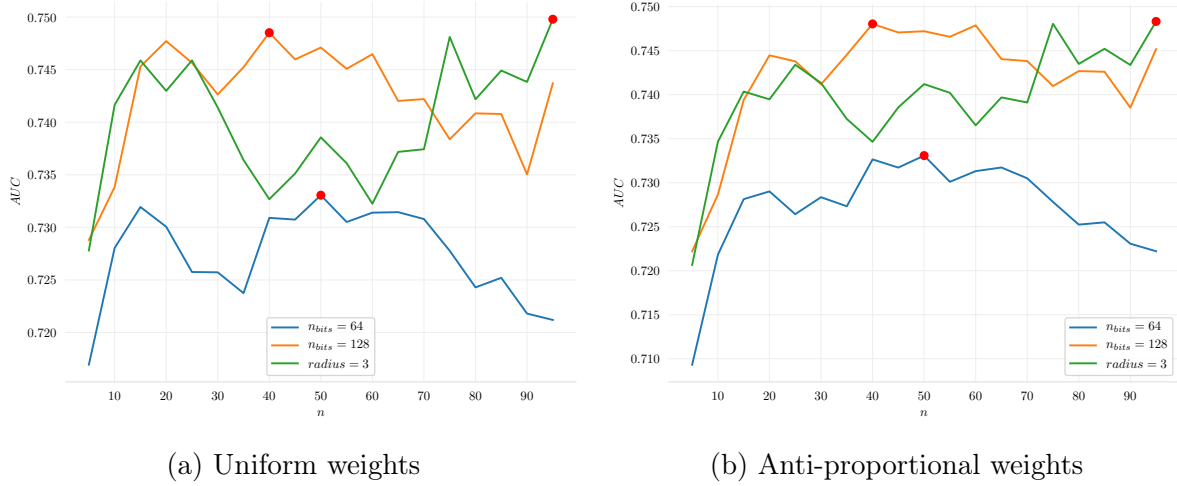 0.750
0.745
0.740
0.735
0.730
0.725
0.720
AUC
10 20 30 40 50 60 70 80 90
n
n_bits = 64
n_bits = 128
radius = 3
(a) Uniform weights
0.750
0.745
0.740
0.735
0.730
0.725
0.720
0.715
0.710
AUC
10 20 30 40 50 60 70 80 90
n
n_bits = 64
n_bits = 128
radius = 3
(b) Anti-proportional weights